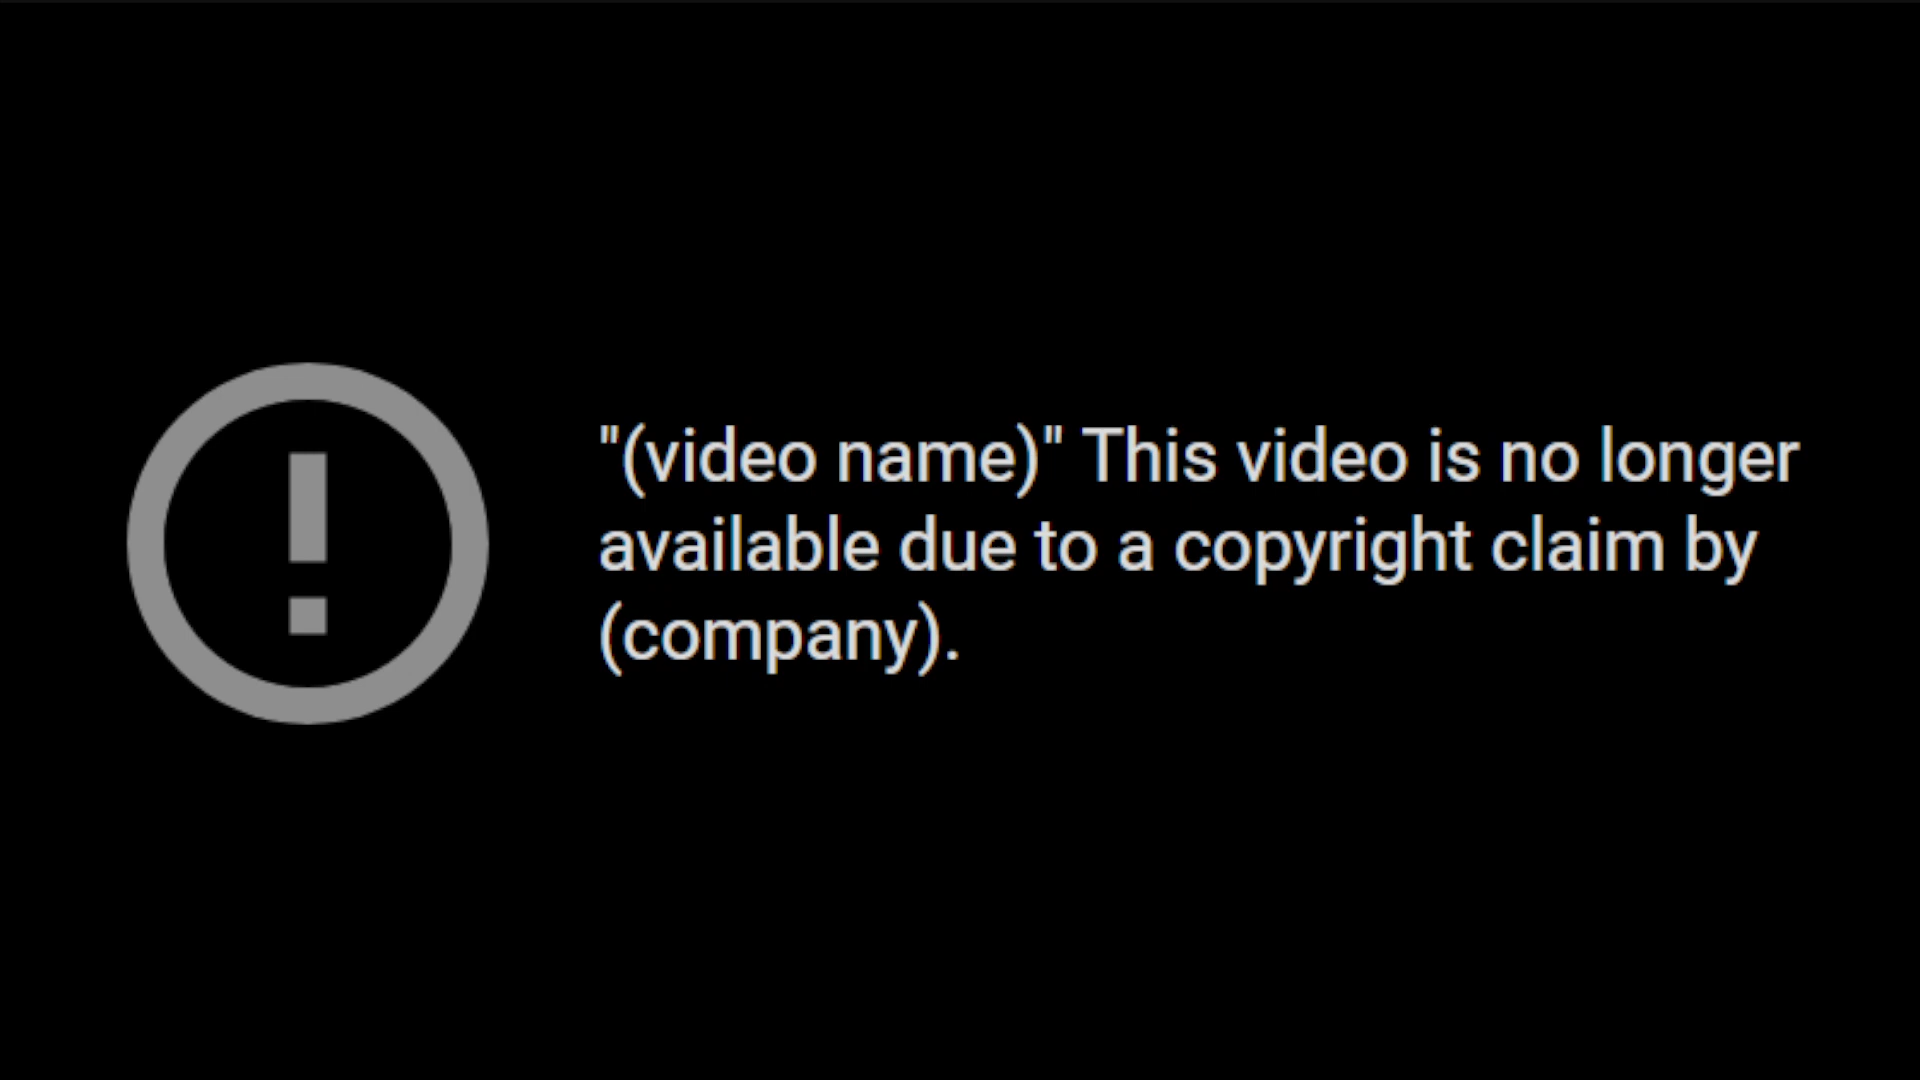 "(video name)" This video is no longer
available due to a copyright claim by
(company).